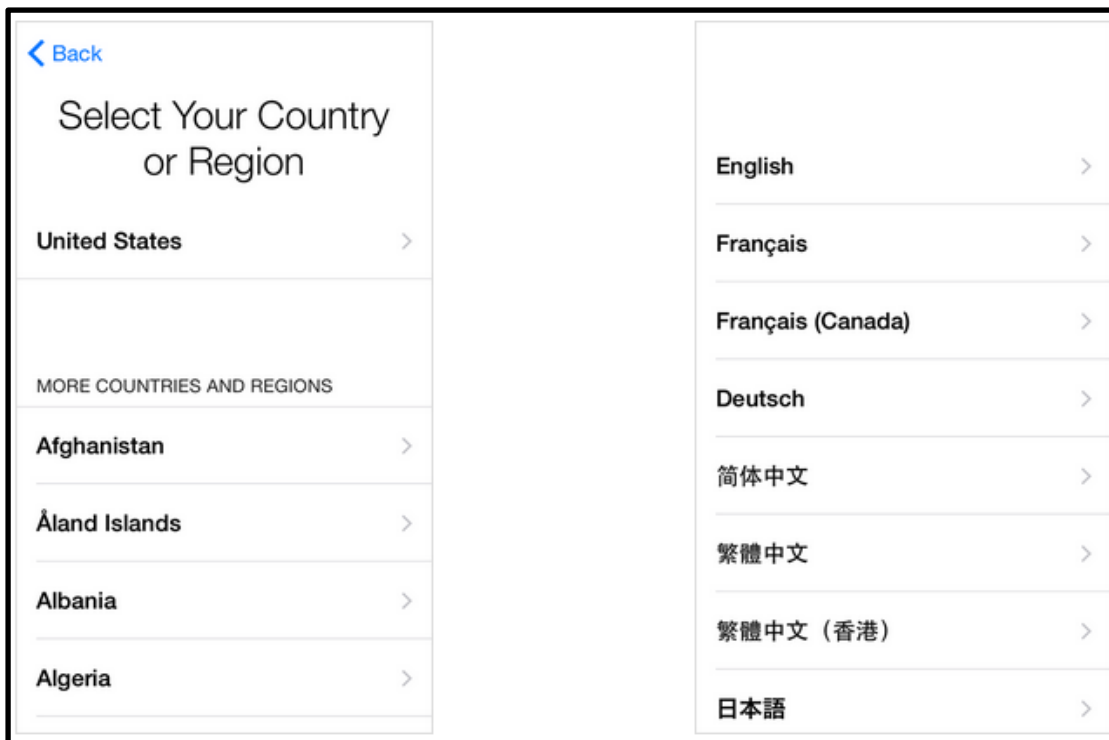 Back
Select Your Country
or Region
United States
MORE COUNTRIES AND REGIONS
Afghanistan
Åland Islands
Albania
Algeria
English
Français
Français (Canada)
Deutsch
简体中文
繁體中文
繁體中文（香港）
日本語